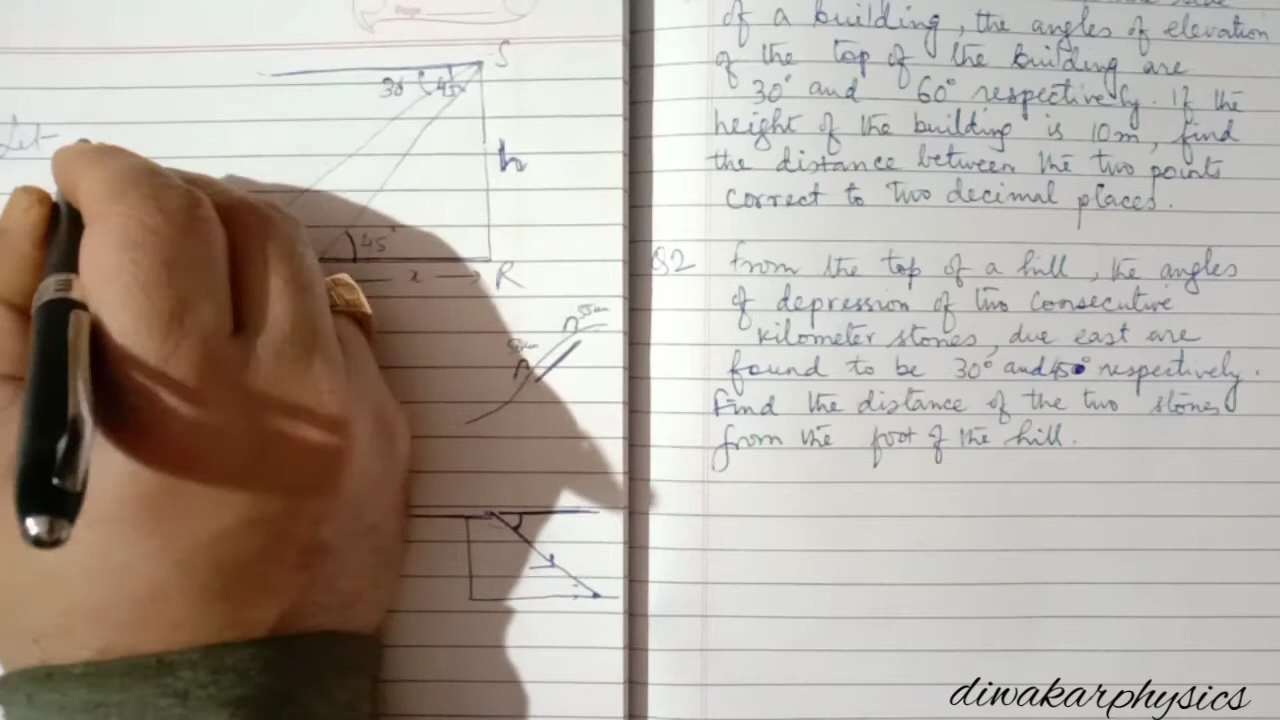 Page
S
30 45
Let
h
45°
x
R
55km
of a building, the angles of elevation
of the top of the building are
30° and 60° respectively. If the
height of the building is 10m, find
the distance between the two points
correct to two decimal places.
Q2 from the top of a hill, the angles
of depression of two consecutive
kilometer stones, due east are
found to be 30° and 45° respectively.
Find the distance of the two stones
from the foot of the hill.
diwakarphysics